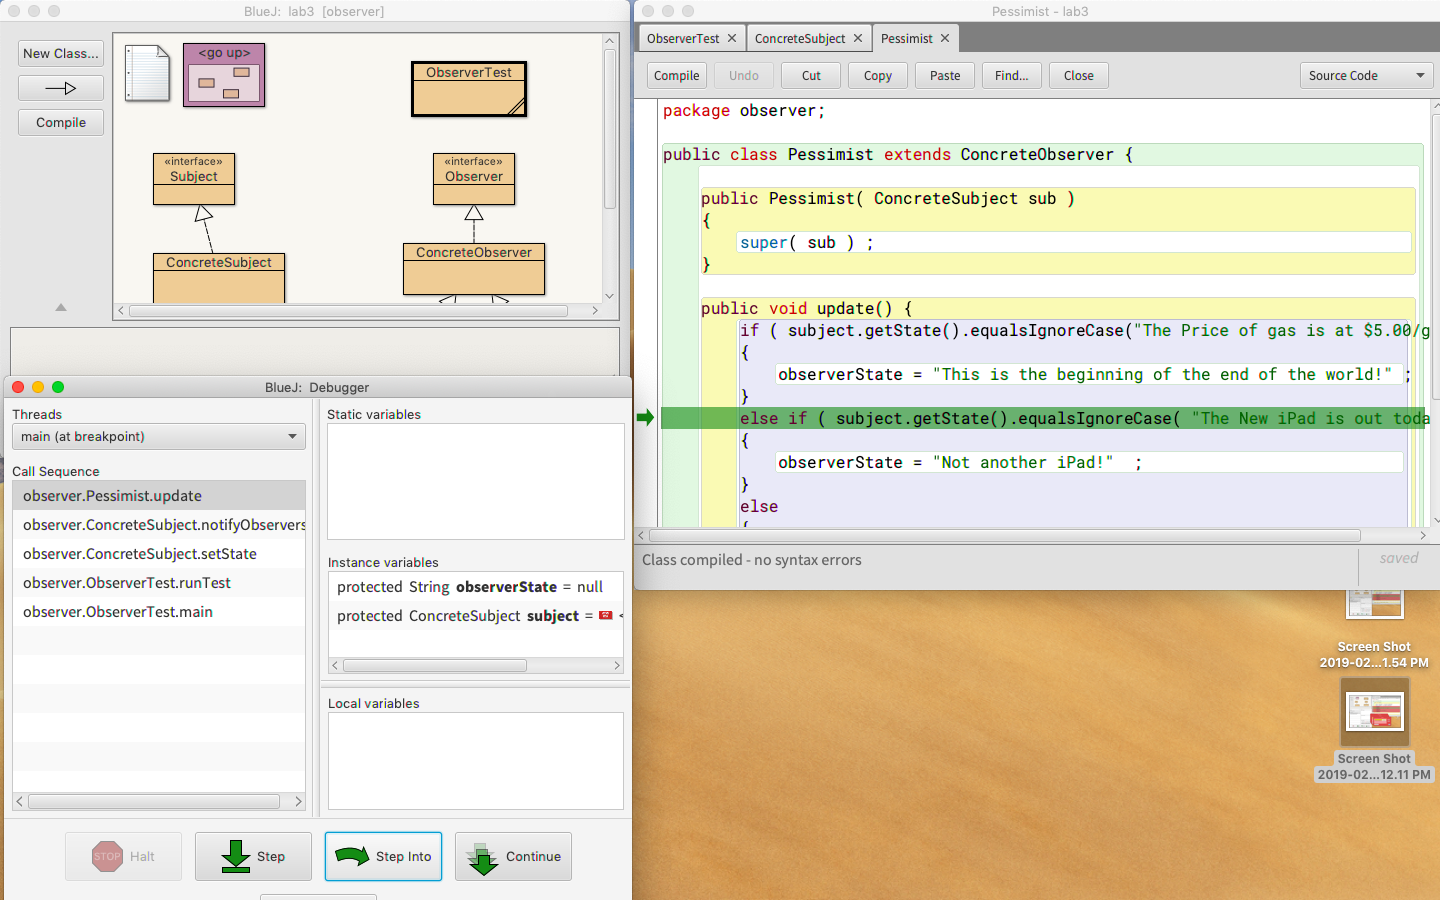 BlueJ: lab3 [observer]
New Class...
Compile
<go up>
ObserverTest
«interface»
Subject
«interface»
Observer
ConcreteSubject
ConcreteObserver
BlueJ: Debugger
Threads
main (at breakpoint)
Call Sequence
observer.Pessimist.update
observer.ConcreteSubject.notifyObservers
observer.ConcreteSubject.setState
observer.ObserverTest.runTest
observer.ObserverTest.main
Static variables
Instance variables
protected String observerState = null
protected ConcreteSubject subject = <
Local variables
STOP Halt
Step
Step Into
Continue
Pessimist - lab3
ObserverTest ConcreteSubject Pessimist
Compile Undo Cut Copy Paste Find... Close Source Code
package observer;
public class Pessimist extends ConcreteObserver {
public Pessimist( ConcreteSubject sub )
{
super( sub ) ;
}
public void update() {
if ( subject.getState().equalsIgnoreCase("The Price of gas is at $5.00/g
{
observerState = "This is the beginning of the end of the world!" ;
}
else if ( subject.getState().equalsIgnoreCase( "The New iPad is out toda
{
observerState = "Not another iPad!" ;
}
else
{
Class compiled - no syntax errors
saved
Screen Shot
2019-02...1.54 PM
Screen Shot
2019-02...12.11 PM